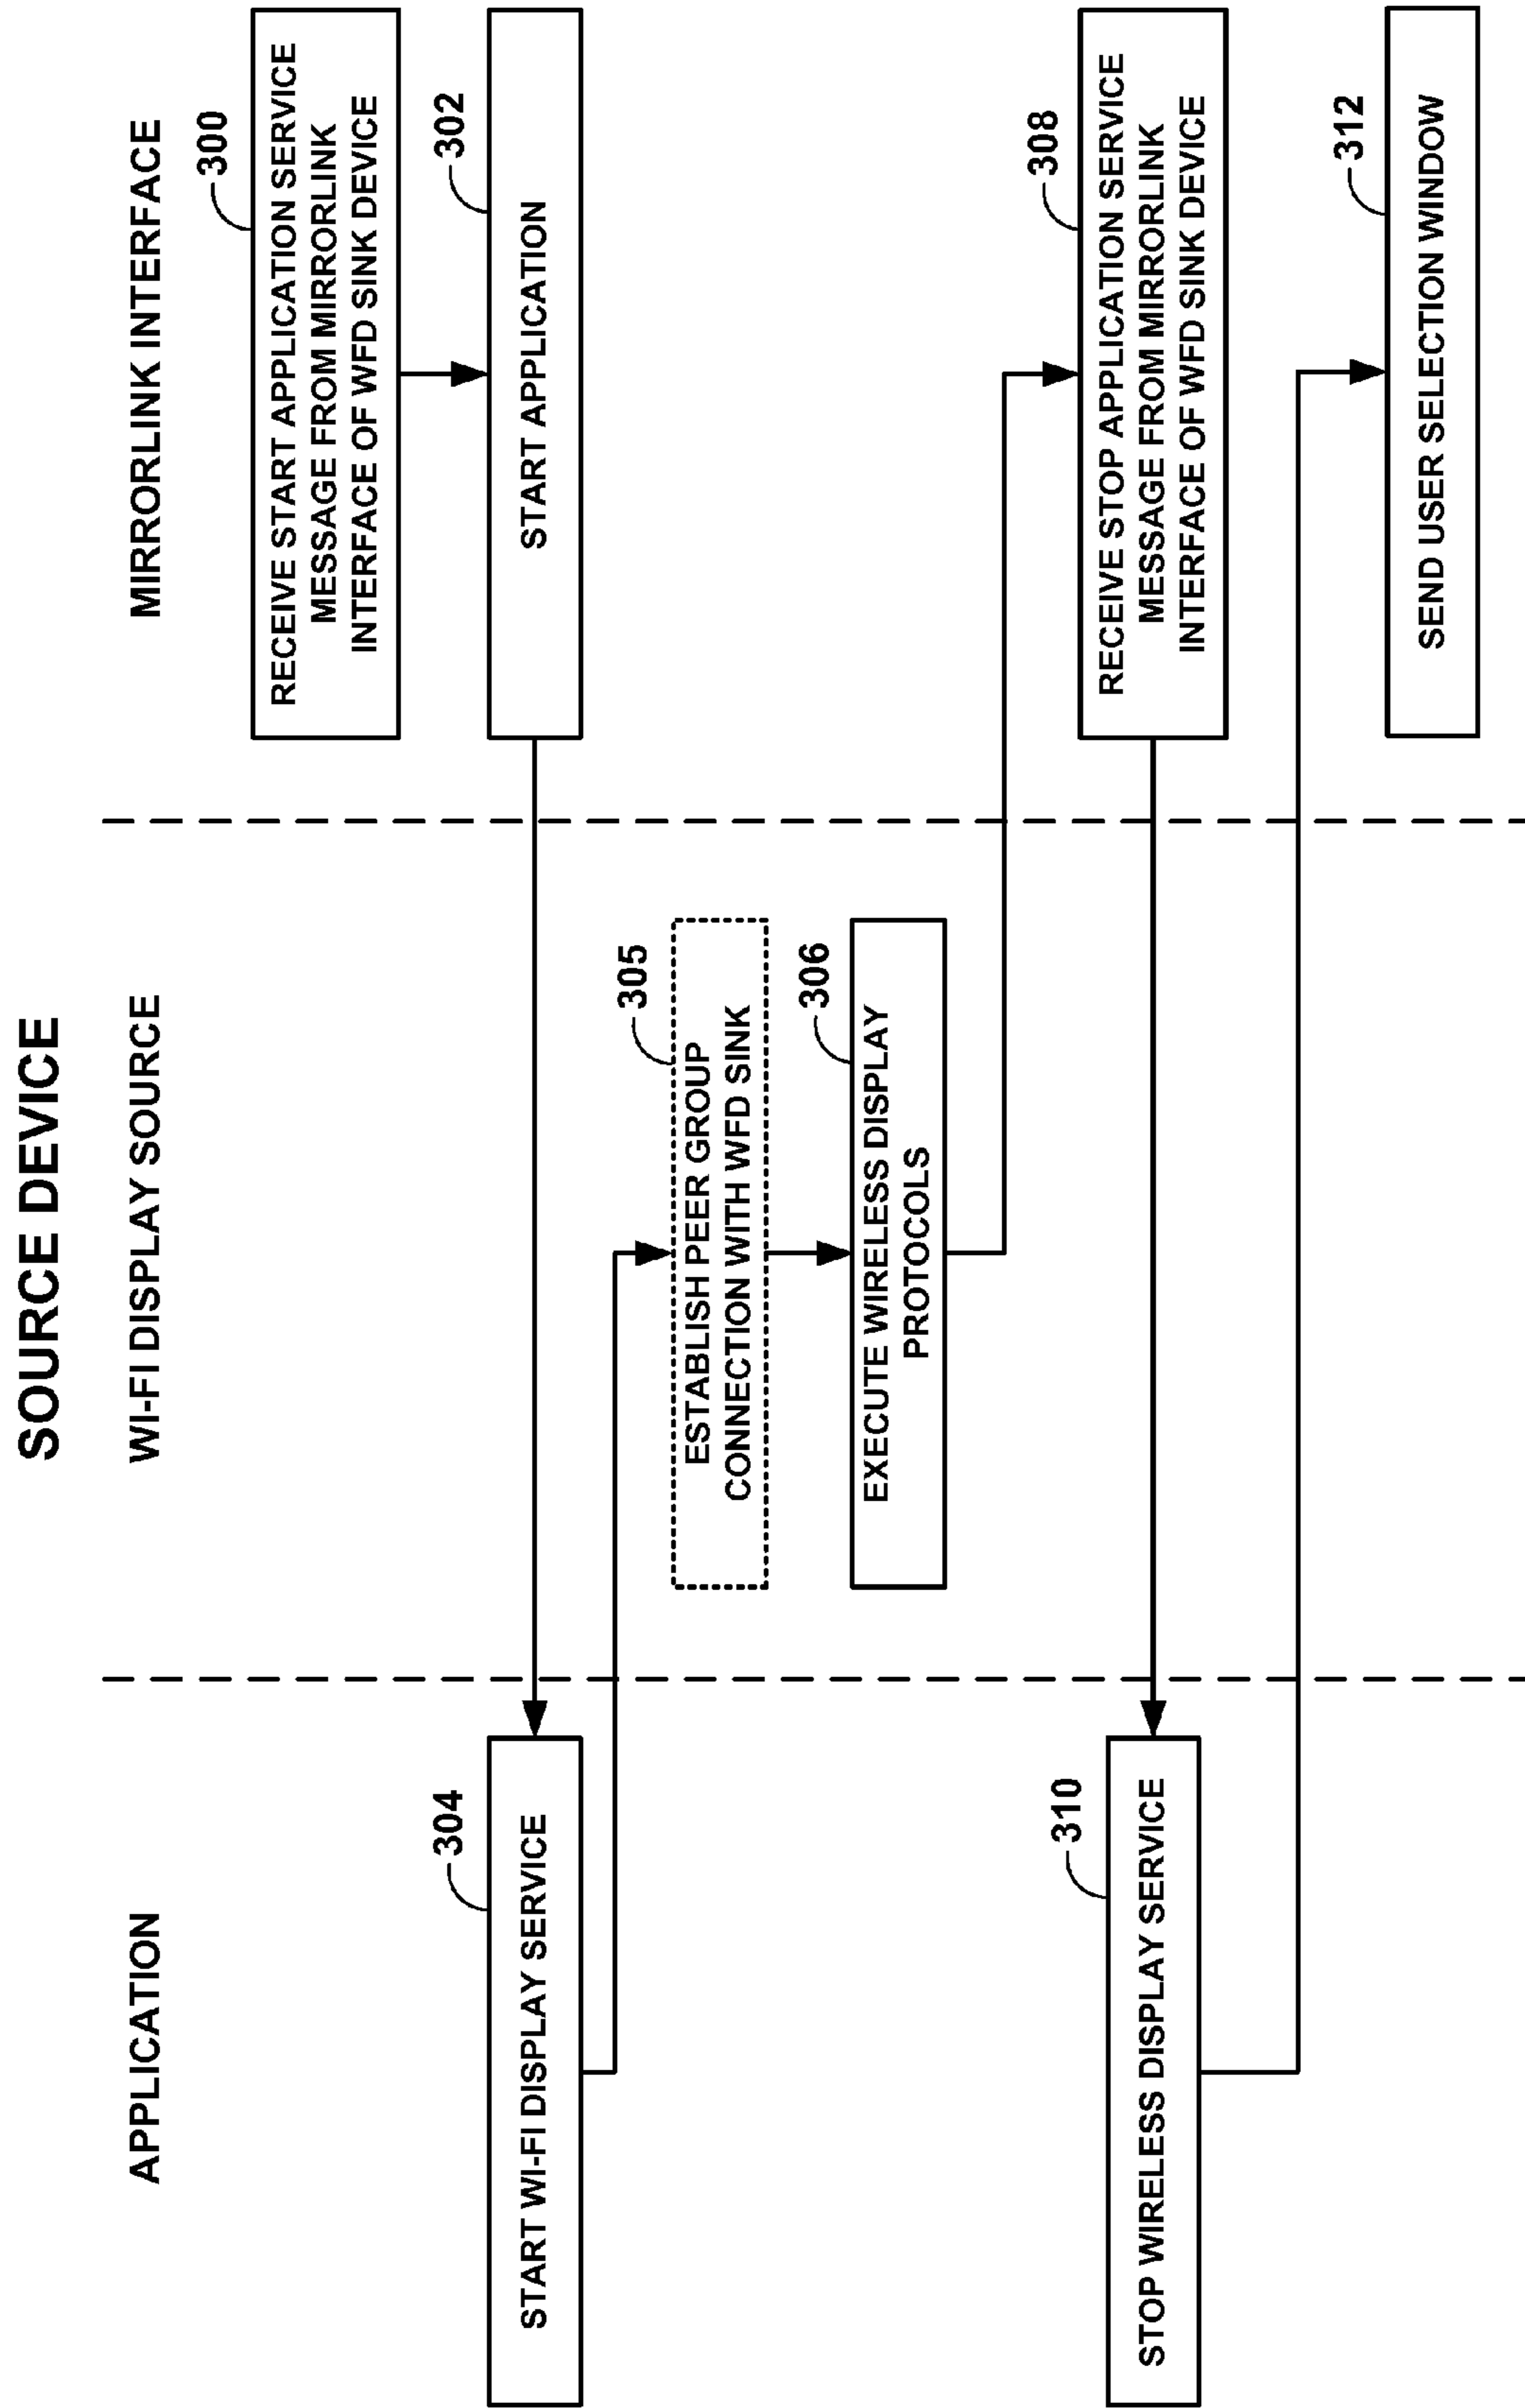 SOURCE DEVICE
APPLICATION
WI-FI DISPLAY SOURCE
MIRRORLINK INTERFACE
300
RECEIVE START APPLICATION SERVICE
MESSAGE FROM MIRRORLINK
INTERFACE OF WFD SINK DEVICE
302
START APPLICATION
304
START WI-FI DISPLAY SERVICE
305
ESTABLISH PEER GROUP
CONNECTION WITH WFD SINK
306
EXECUTE WIRELESS DISPLAY
PROTOCOLS
308
RECEIVE STOP APPLICATION SERVICE
MESSAGE FROM MIRRORLINK
INTERFACE OF WFD SINK DEVICE
310
STOP WIRELESS DISPLAY SERVICE
312
SEND USER SELECTION WINDOW